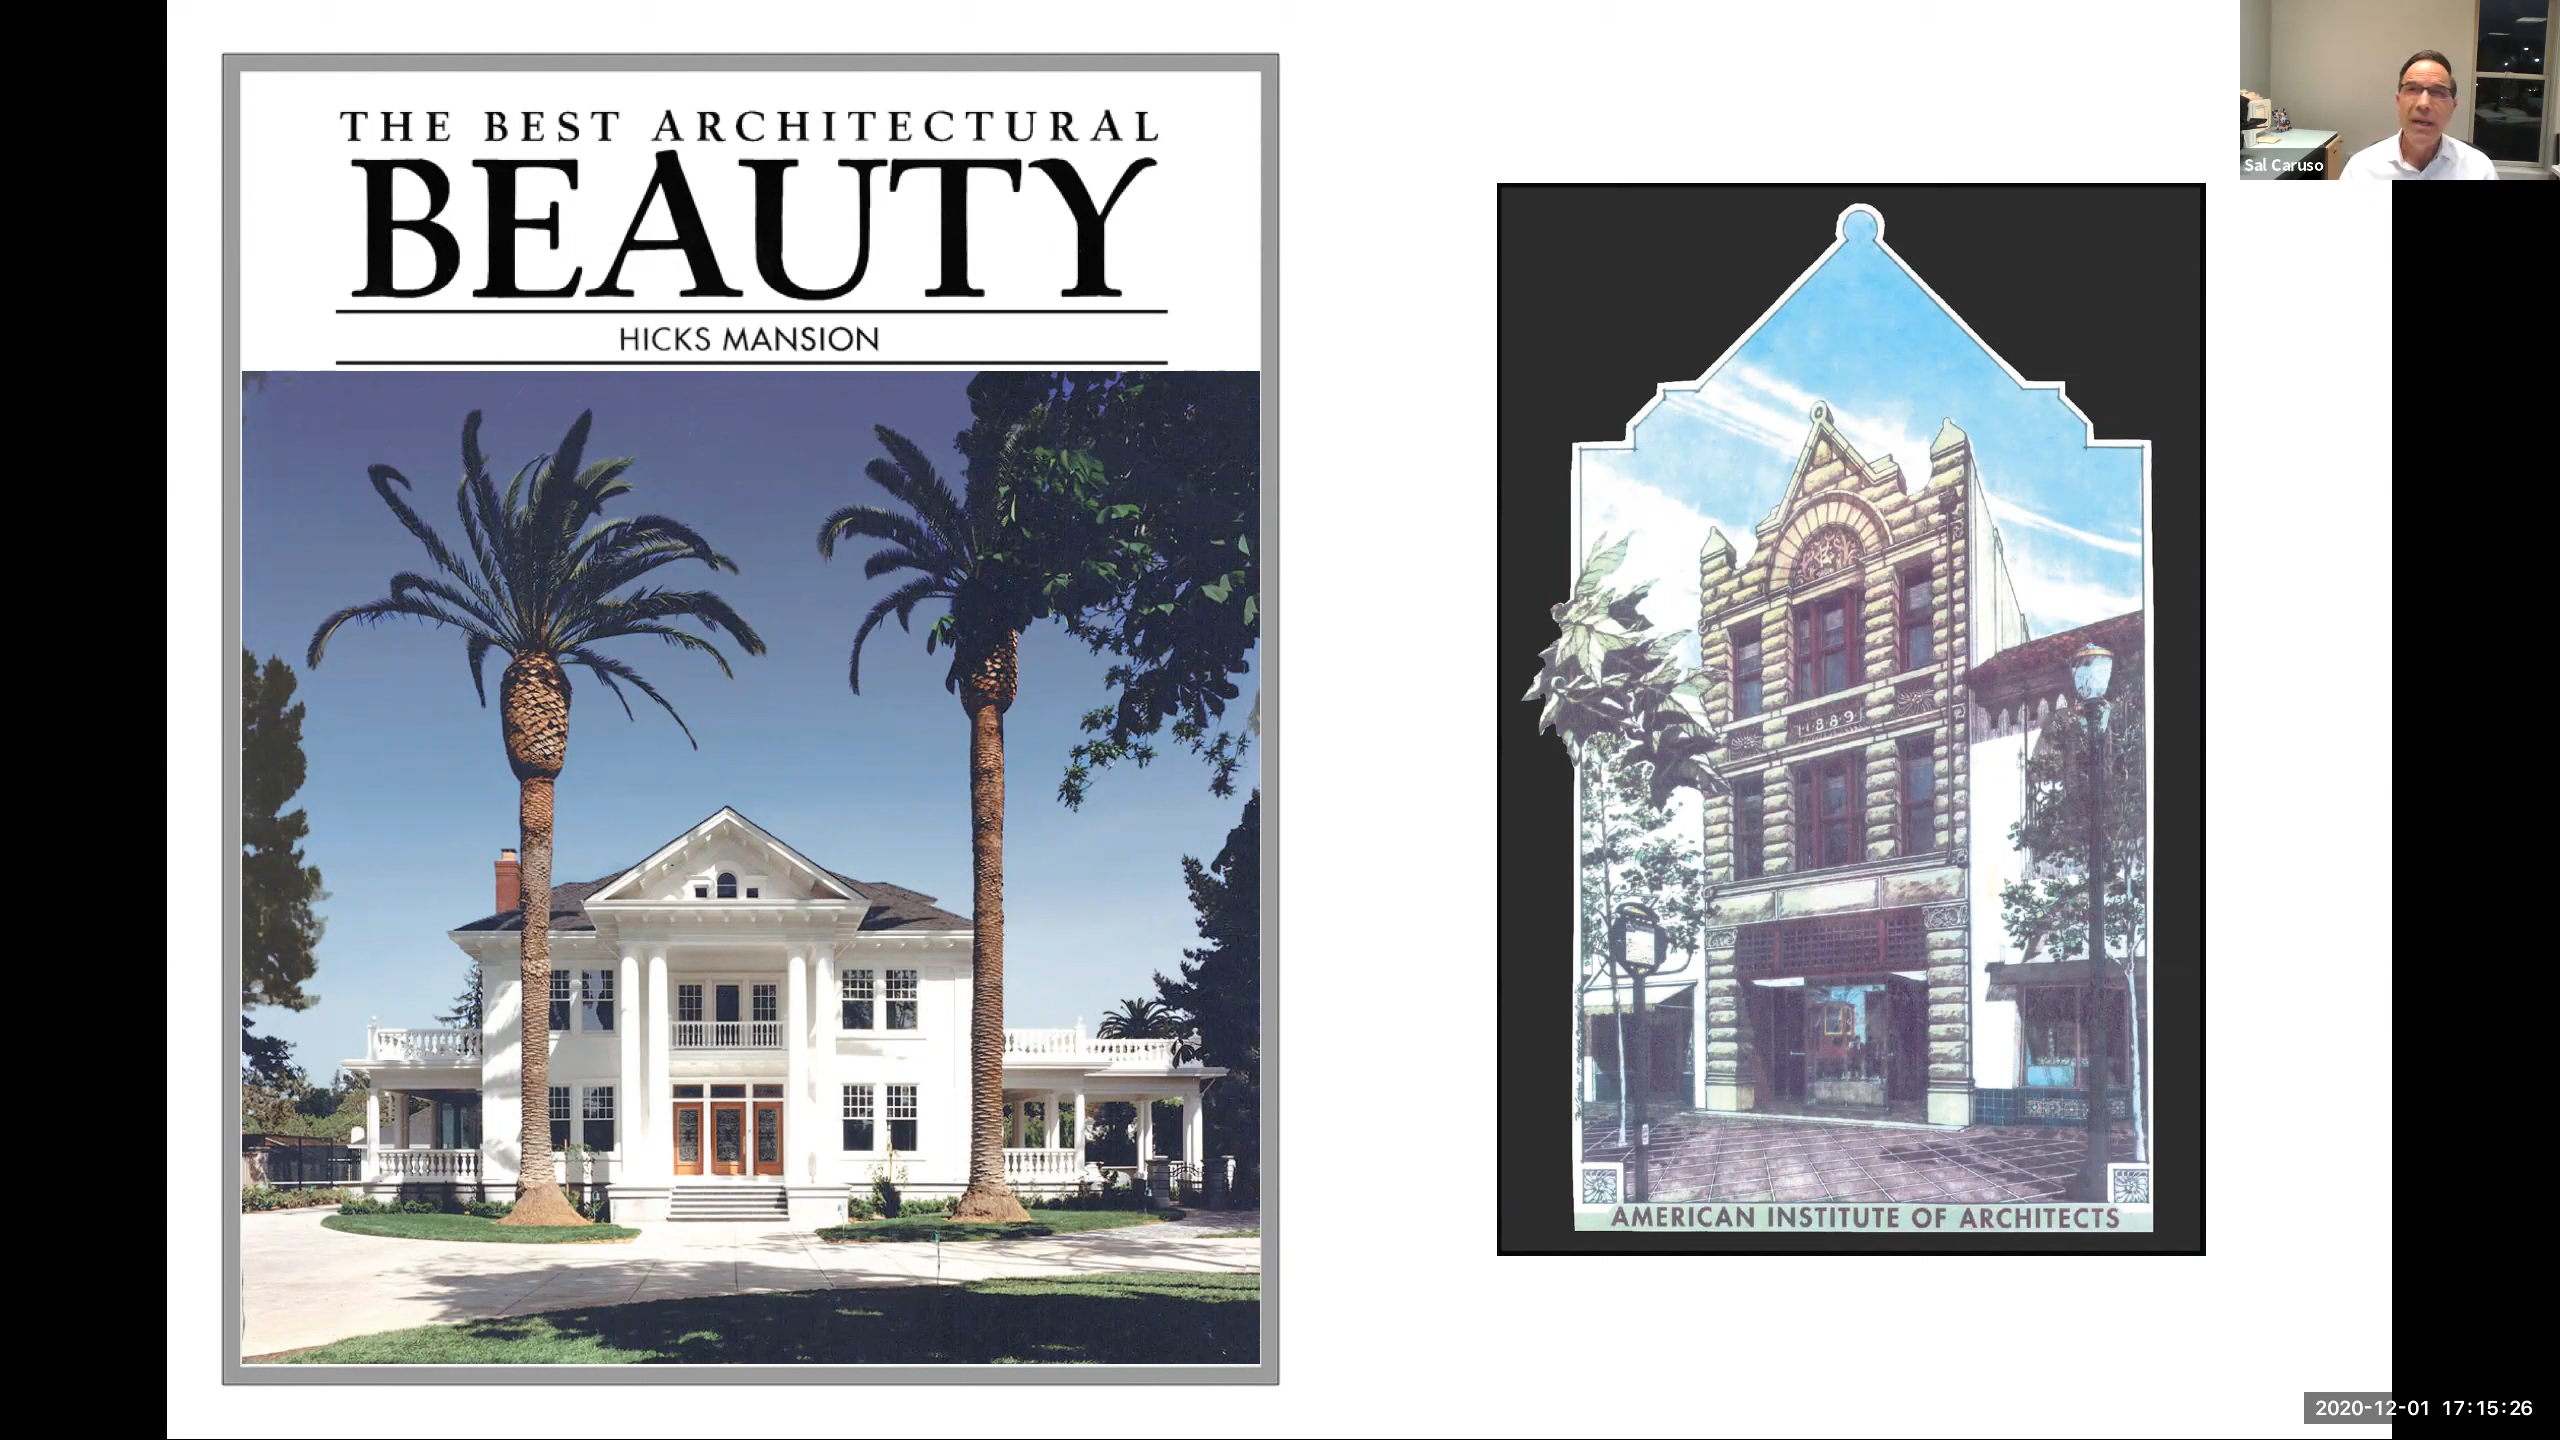 THE BEST ARCHITECTURAL
BEAUTY
HICKS MANSION
Sal Caruso
1889
AMERICAN INSTITUTE OF ARCHITECTS
2020-12-01 17:15:26